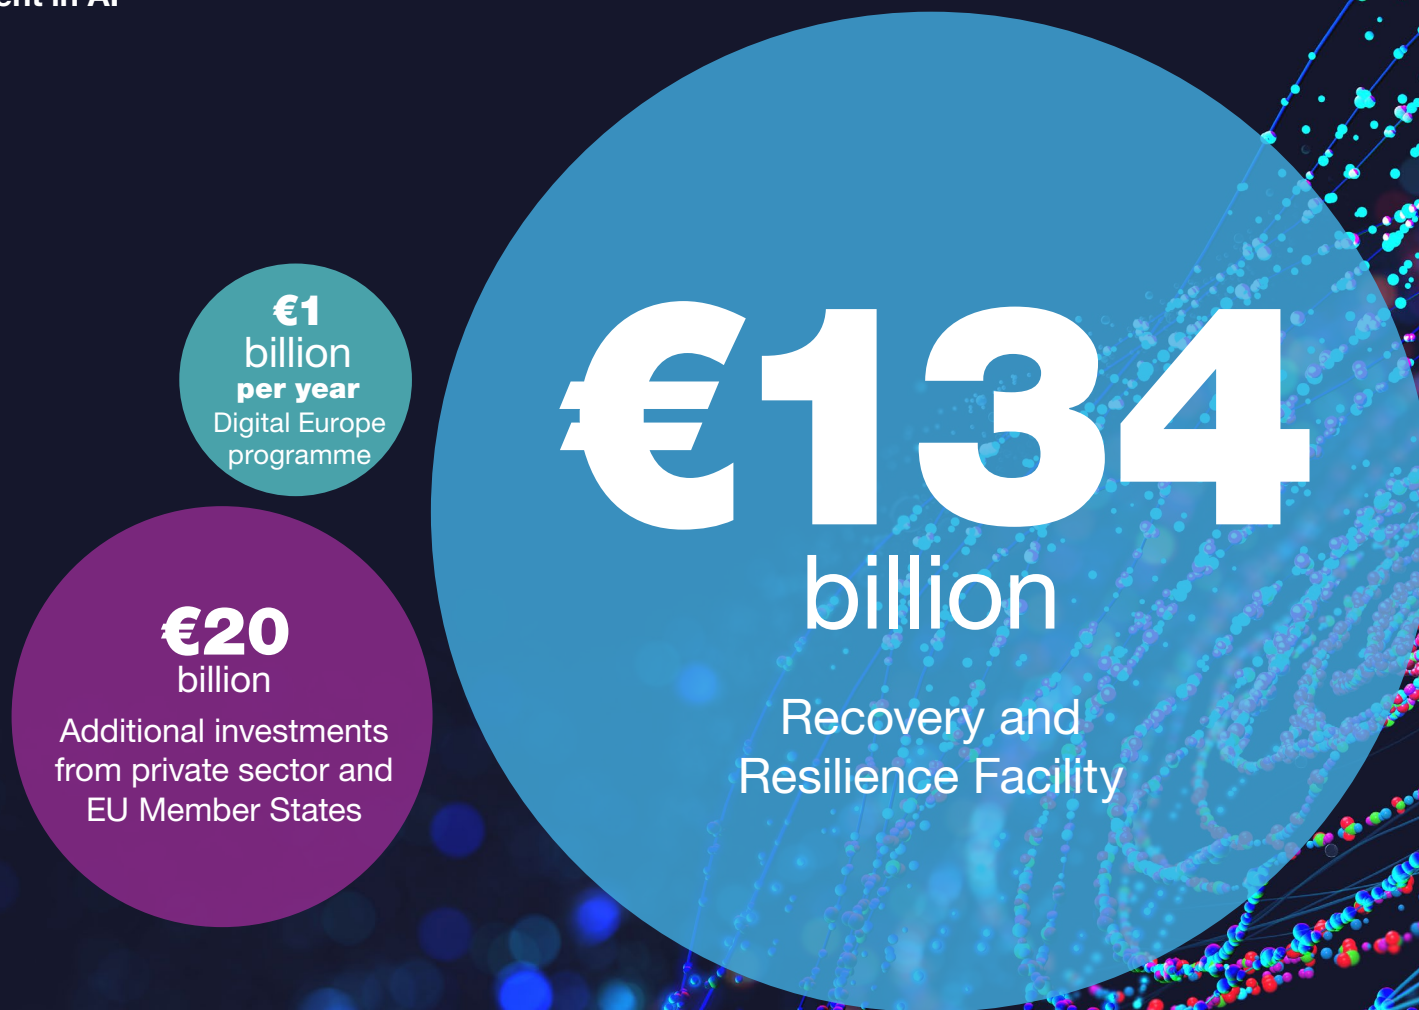 €1
billion
per year
Digital Europe
programme
€20
billion
Additional investments
from private sector and
EU Member States
€134
billion
Recovery and
Resilience Facility